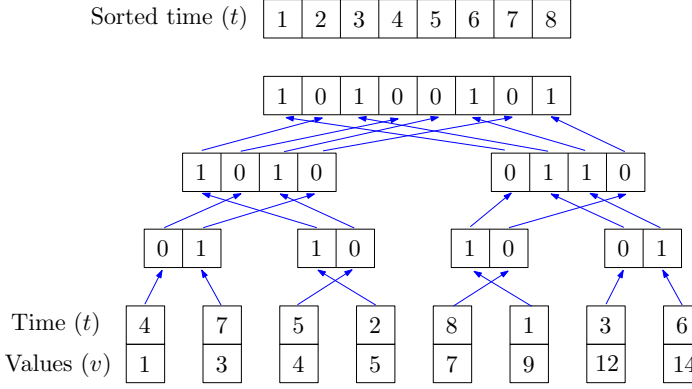 Sorted time (t) 1 2 3 4 5 6 7 8
1 0 1 0 0 1 0 1
1 0 1 0 0 1 1 0
0 1 1 0 1 0 0 1
Time (t) 4 7 5 2 8 1 3 6
Values (v) 1 3 4 5 7 9 12 14